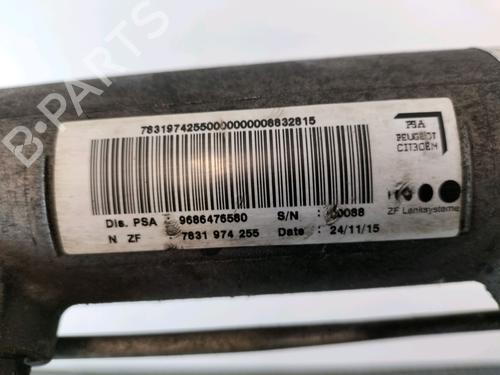 7831974255000000008832815
PSA
PEUGEOT
CITROËN
Dis. PSA : 9686476580 S/N :
ZF Lenksysteme
N ZF : 7831 974 255 Date : 24/11/15
B-Parts